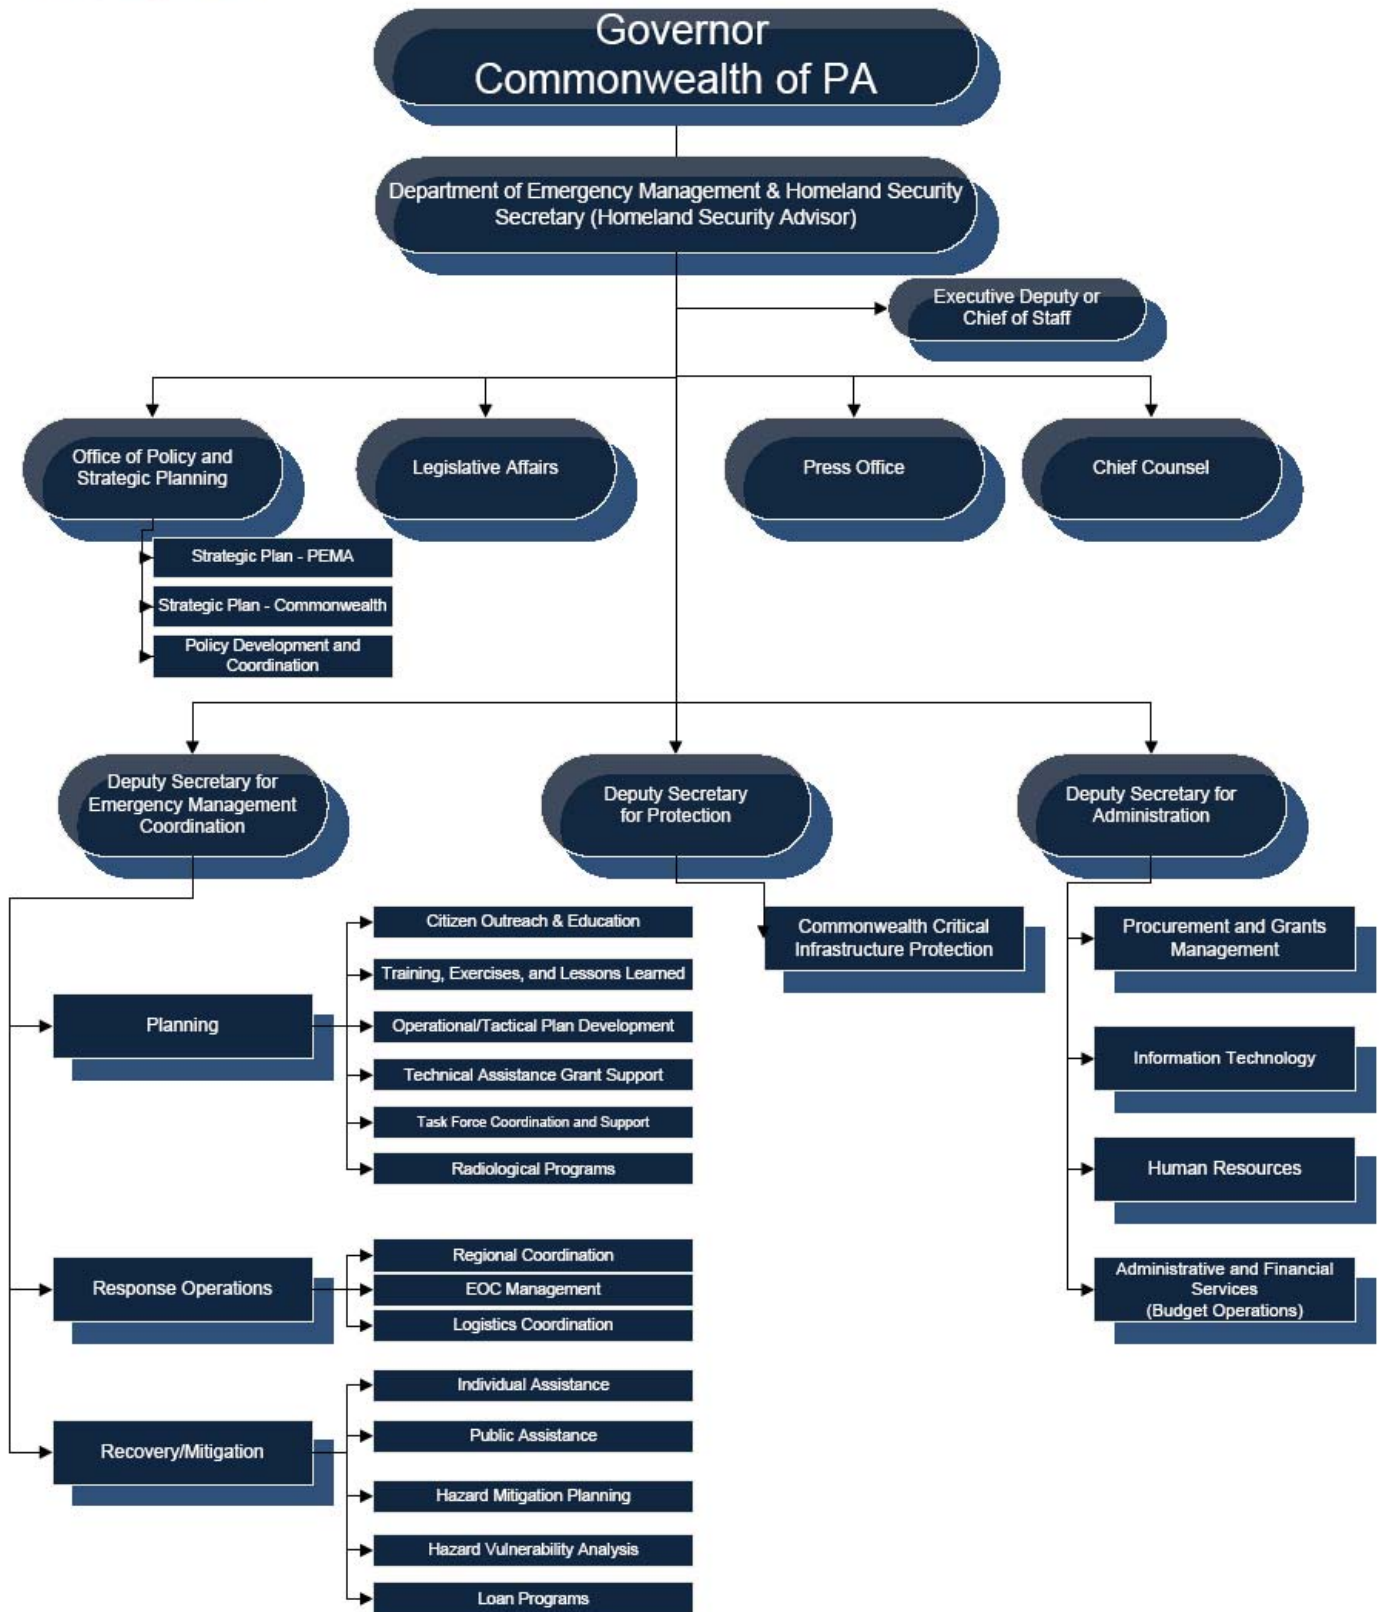 Governor
Commonwealth of PA
Department of Emergency Management & Homeland Security
Secretary (Homeland Security Advisor)
Executive Deputy or
Chief of Staff
Office of Policy and
Strategic Planning
Legislative Affairs
Press Office
Chief Counsel
Strategic Plan - PEMA
Strategic Plan - Commonwealth
Policy Development and
Coordination
Deputy Secretary for
Emergency Management
Coordination
Deputy Secretary
for Protection
Deputy Secretary for
Administration
Planning
Citizen Outreach & Education
Training, Exercises, and Lessons Learned
Operational/Tactical Plan Development
Technical Assistance Grant Support
Task Force Coordination and Support
Radiological Programs
Response Operations
Regional Coordination
EOC Management
Logistics Coordination
Recovery/Mitigation
Individual Assistance
Public Assistance
Hazard Mitigation Planning
Hazard Vulnerability Analysis
Loan Programs
Commonwealth Critical
Infrastructure Protection
Procurement and Grants
Management
Information Technology
Human Resources
Administrative and Financial
Services
(Budget Operations)